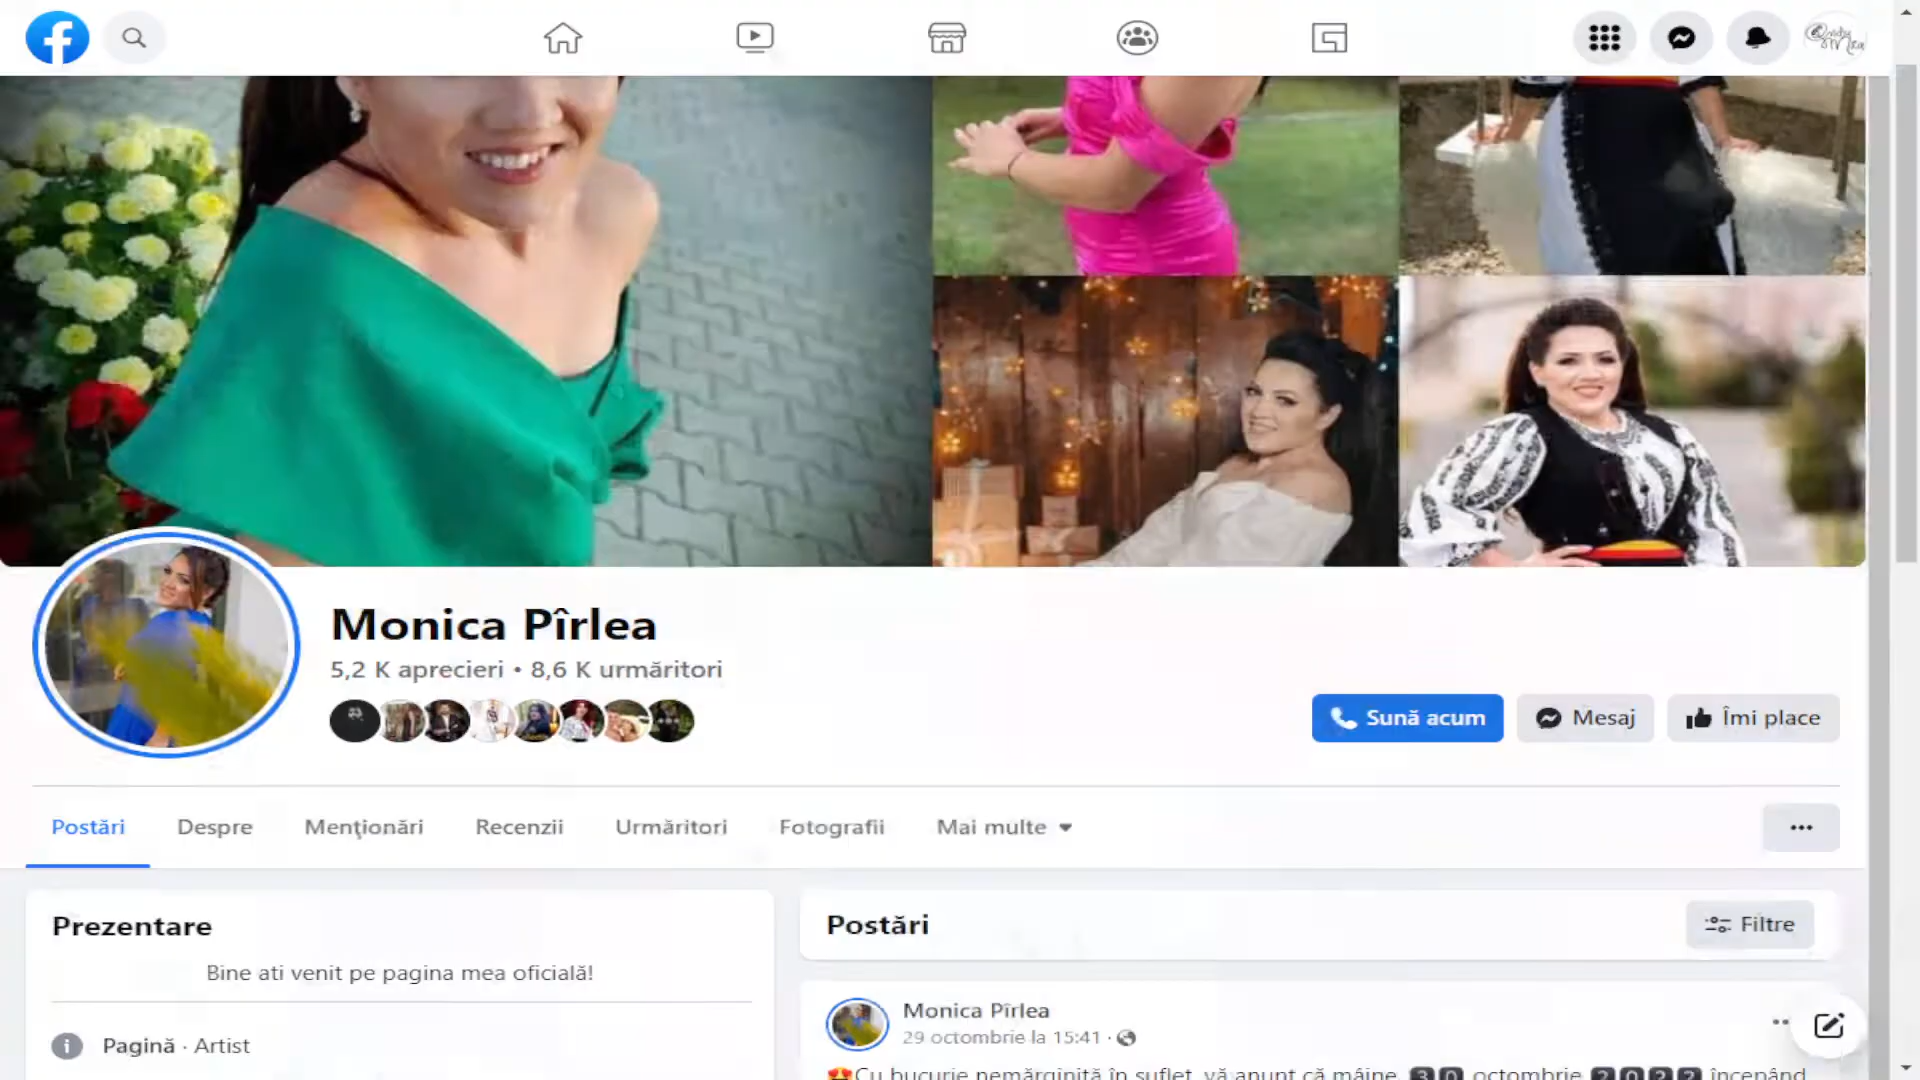 Monica Pîrlea
5,2 K aprecieri • 8,6 K urmăritori
Sună acum
Mesaj
Îmi place
Postări
Despre
Menţionări
Recenzii
Urmăritori
Fotografii
Mai multe
Prezentare
Bine ati venit pe pagina mea oficială!
Pagină · Artist
Postări
Filtre
Monica Pîrlea
29 octombrie la 15:41 ·
Cu bucurie nemărginită în suflet, vă anunț că mâine, 30 octombrie 2022 începând